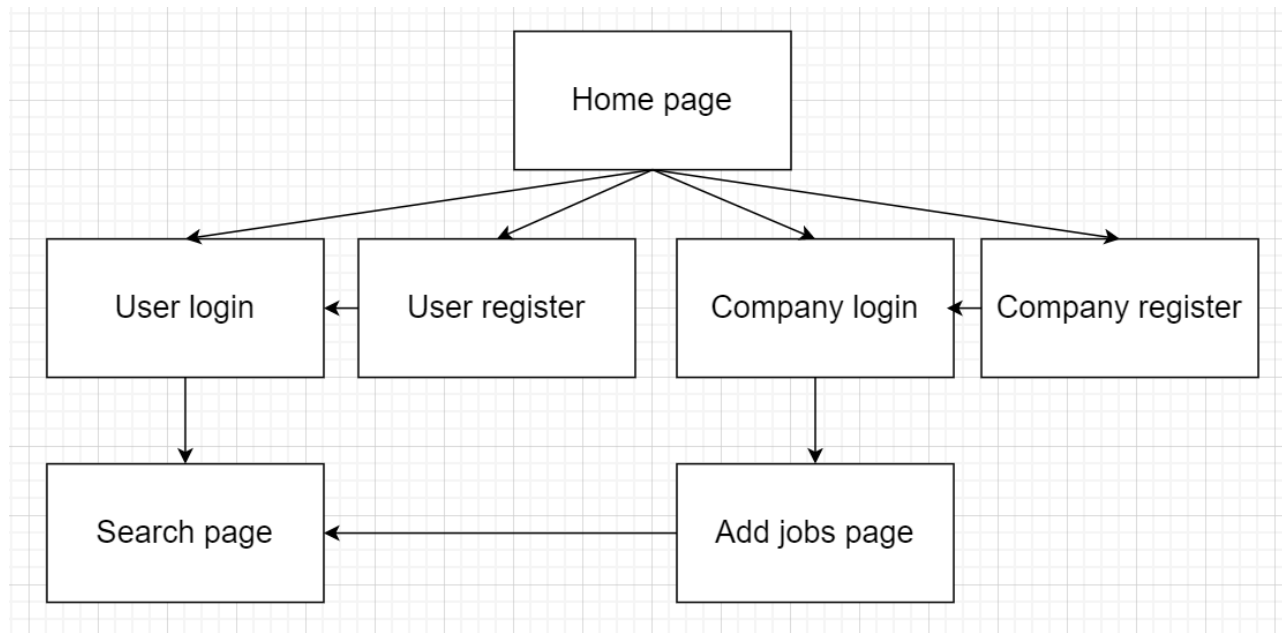 Home page
User login
User register
Company login
Company register
Search page
Add jobs page